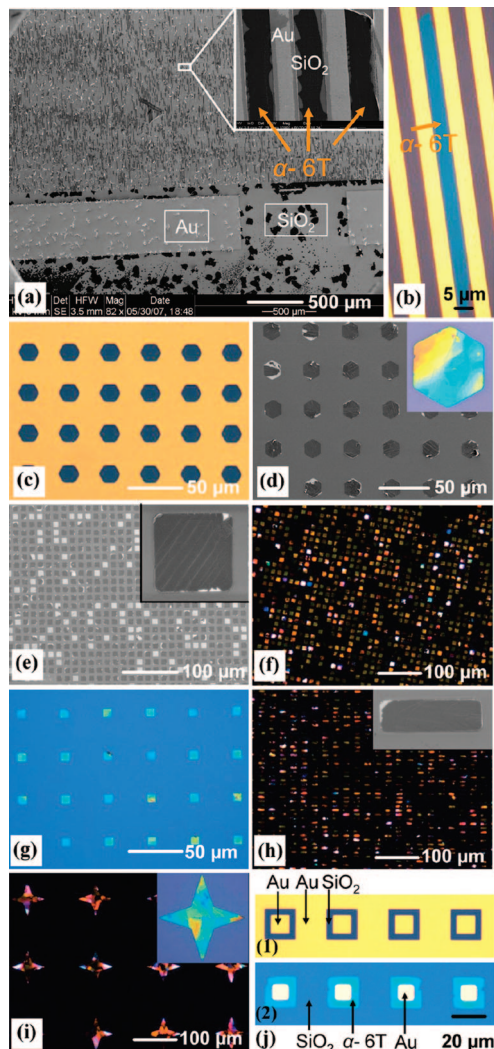 Au
SiO2
α- 6T
Au
SiO2
(a)
Det HFW Mag Date
SE 3.5 mm 82 x 05/30/07, 18:48 500 µm
500 µm
α- 6T
(b)
5 µm
(c)
50 µm
(d)
50 µm
(e)
100 µm
(f)
100 µm
(g)
50 µm
(h)
100 µm
(i)
100 µm
Au Au SiO2
(1)
(2)
SiO2 α- 6T Au
(j)
20 µm